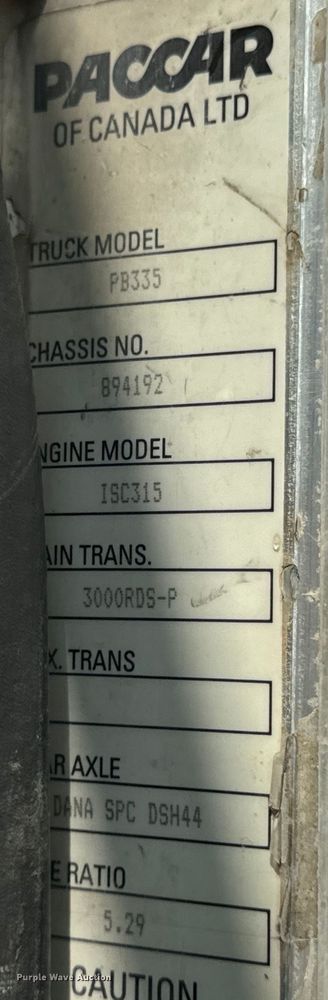 PACCAR
OF CANADA LTD
TRUCK MODEL
PB335
CHASSIS NO.
894192
NGINE MODEL
ISC315
AIN TRANS.
3000RDS-P
X. TRANS
AR AXLE
DANA SPC DSH44
E RATIO
5.29
CAUTION
Purple Wave Auction